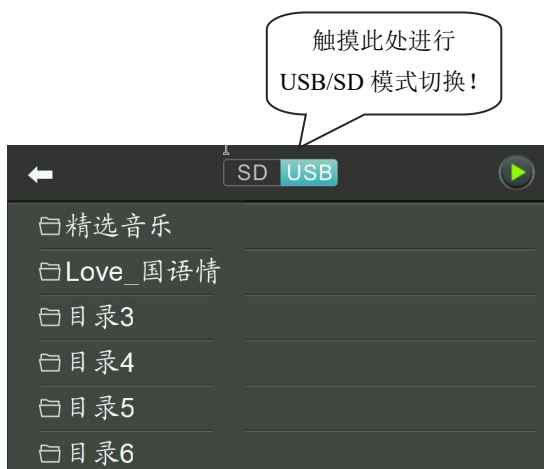 触摸此处进行
USB/SD 模式切换！
SD USB
精选音乐
Love_国语情
目录3
目录4
目录5
目录6